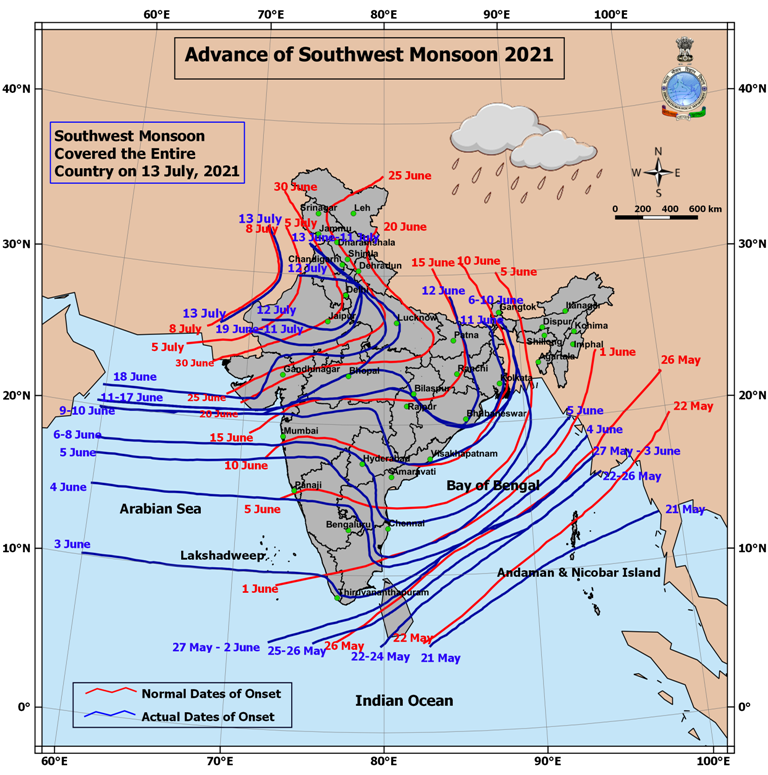 60°E 70°E 80°E 90°E 100°E
Advance of Southwest Monsoon 2021
40°N 40°N
Southwest Monsoon
Covered the Entire
Country on 13 July, 2021
N
W E
S
0 200 400 600 km
30 June
25 June
Srinagar Leh
13 July
8 July
5 July
Jammu
20 June
30°N 30°N
13 June-11 July
Dharamshala
Shimla
Chandigarh
Dehradun
12 July
15 June
10 June
5 June
Delhi
12 June
6-10 June
Gangtok
Itanagar
13 July
12 July
Jaipur
Lucknow
11 June
Dispur
Kohima
8 July
19 June-11 July
Patna
Shillong
Imphal
5 July
1 June
Agartala
30 June
26 May
Gandhinagar
Bhopal
Ranchi
18 June
Kolkata
Bilaspur
20°N 20°N
11-17 June
25 June
Raipur
22 May
9-10 June
20 June
Bhubaneswar
5 June
Mumbai
4 June
6-8 June
15 June
5 June
Visakhapatnam
27 May - 3 June
10 June
Hyderabad
Amaravati
22-26 May
4 June
Panaji
Bay of Bengal
Arabian Sea
5 June
21 May
Bengaluru
Chennai
3 June
10°N 10°N
Lakshadweep
Andaman & Nicobar Island
1 June
Thiruvananthapuram
27 May - 2 June
25-26 May
26 May
22 May
22-24 May
21 May
Indian Ocean
Normal Dates of Onset
Actual Dates of Onset
0° 0°
60°E 70°E 80°E 90°E 100°E